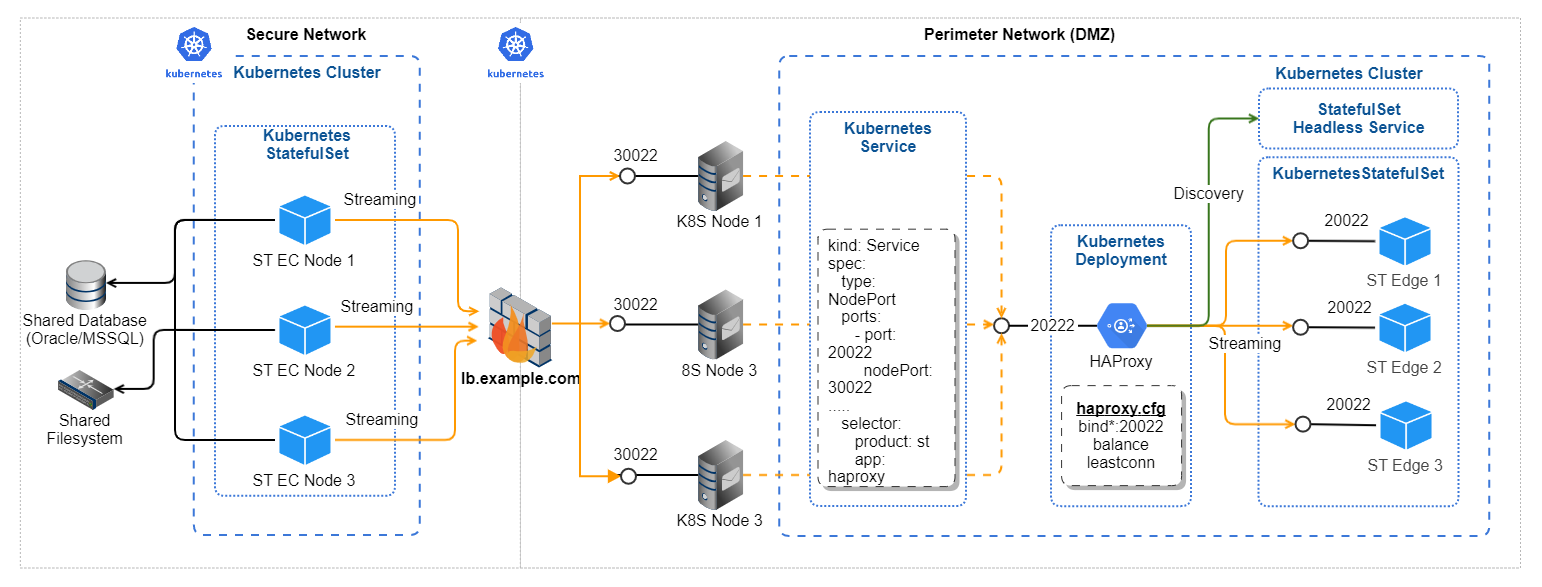 Secure Network
kubernetes
Kubernetes Cluster
Kubernetes
StatefulSet
Streaming
ST EC Node 1
Streaming
ST EC Node 2
Streaming
ST EC Node 3
Shared Database
(Oracle/MSSQL)
Shared
Filesystem
kubernetes
lb.example.com
Perimeter Network (DMZ)
30022
K8S Node 1
30022
8S Node 3
30022
K8S Node 3
Kubernetes Cluster
Kubernetes
Service
kind: Service
spec:
type:
NodePort
ports:
- port:
20022
nodePort:
30022
.....
selector:
product: st
app:
haproxy
20222
Kubernetes
Deployment
HAProxy
haproxy.cfg
bind*:20022
balance
leastconn
Discovery
Streaming
StatefulSet
Headless Service
KubernetesStatefulSet
20022
ST Edge 1
20022
ST Edge 2
20022
ST Edge 3